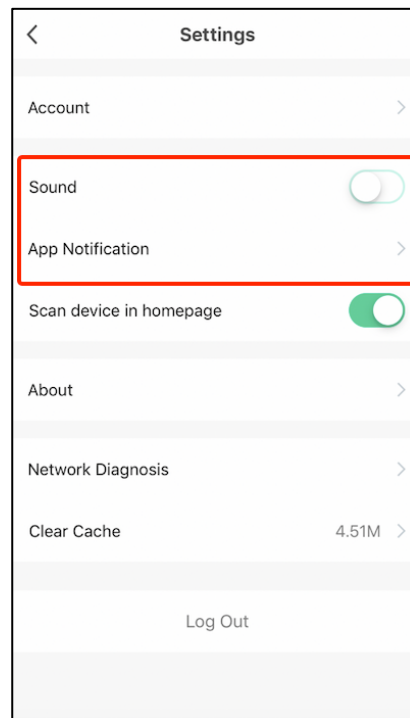 Settings
Account
Sound
App Notification
Scan device in homepage
About
Network Diagnosis
Clear Cache 4.51M
Log Out